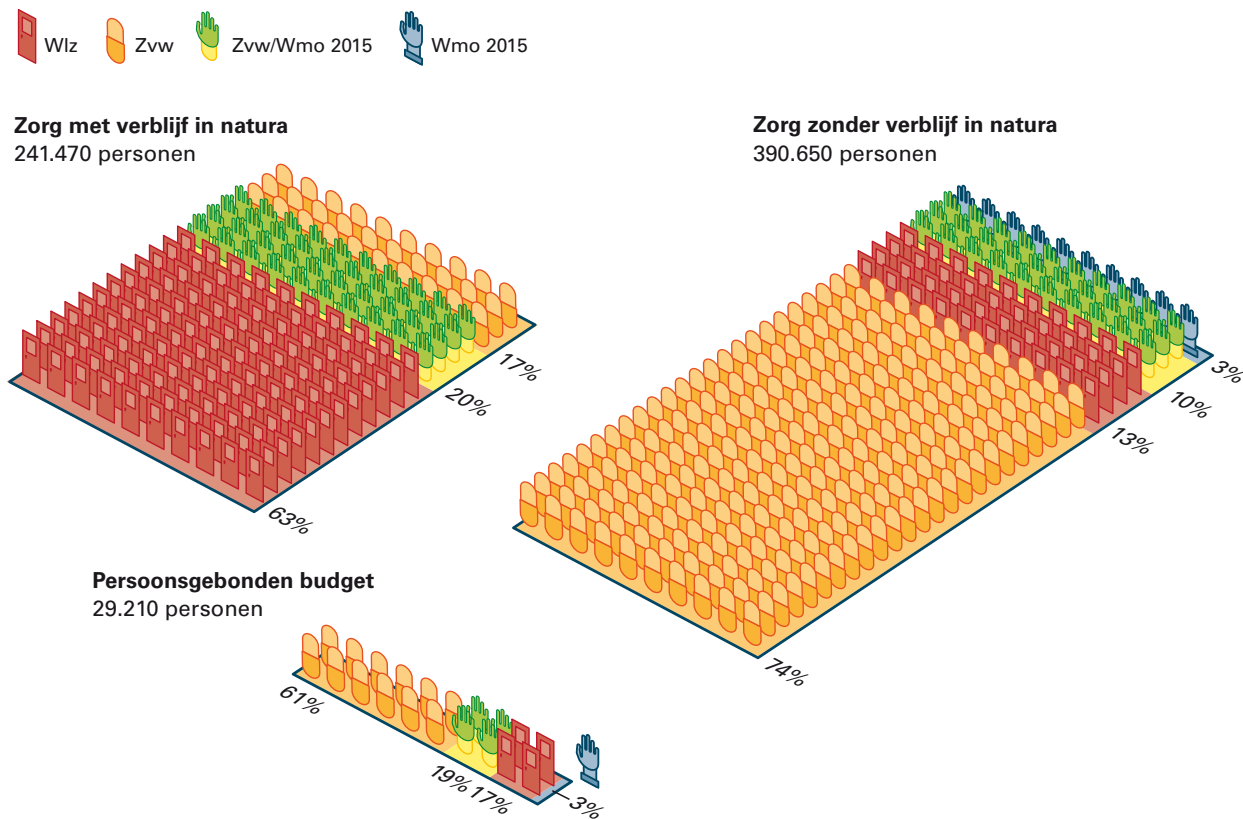 Wlz
Zvw
Zvw/Wmo 2015
Wmo 2015
Zorg met verblijf in natura
241.470 personen
17%
20%
63%
Zorg zonder verblijf in natura
390.650 personen
3%
10%
13%
74%
Persoonsgebonden budget
29.210 personen
61%
19%
17%
3%